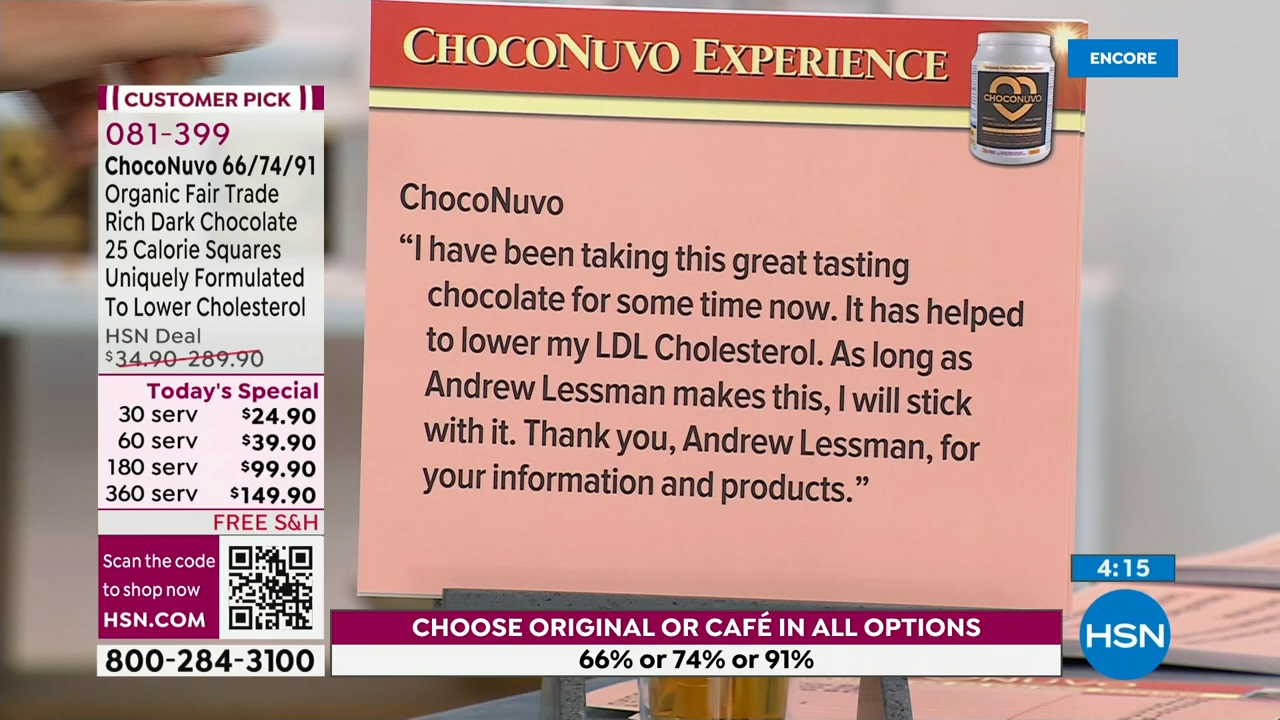 CHOCONUVO EXPERIENCE
CHOCONUVO
ENCORE
CUSTOMER PICK
081-399
ChocoNuvo 66/74/91
Organic Fair Trade
Rich Dark Chocolate
25 Calorie Squares
Uniquely Formulated
To Lower Cholesterol
HSN Deal
$34.90-289.90
Today's Special
30 serv $24.90
60 serv $39.90
180 serv $99.90
360 serv $149.90
FREE S&H
Scan the code
to shop now
HSN.COM
800-284-3100
ChocoNuvo
“I have been taking this great tasting
chocolate for some time now. It has helped
to lower my LDL Cholesterol. As long as
Andrew Lessman makes this, I will stick
with it. Thank you, Andrew Lessman, for
your information and products.”
4:15
HSN
CHOOSE ORIGINAL OR CAFÉ IN ALL OPTIONS
66% or 74% or 91%